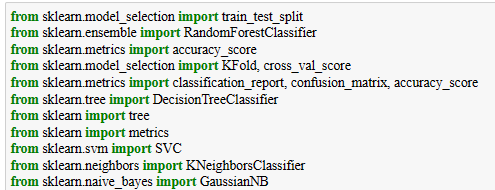 from sklearn.model_selection import train_test_split
from sklearn.ensemble import RandomForestClassifier
from sklearn.metrics import accuracy_score
from sklearn.model_selection import KFold, cross_val_score
from sklearn.metrics import classification_report, confusion_matrix, accuracy_score
from sklearn.tree import DecisionTreeClassifier
from sklearn import tree
from sklearn import metrics
from sklearn.svm import SVC
from sklearn.neighbors import KNeighborsClassifier
from sklearn.naive_bayes import GaussianNB